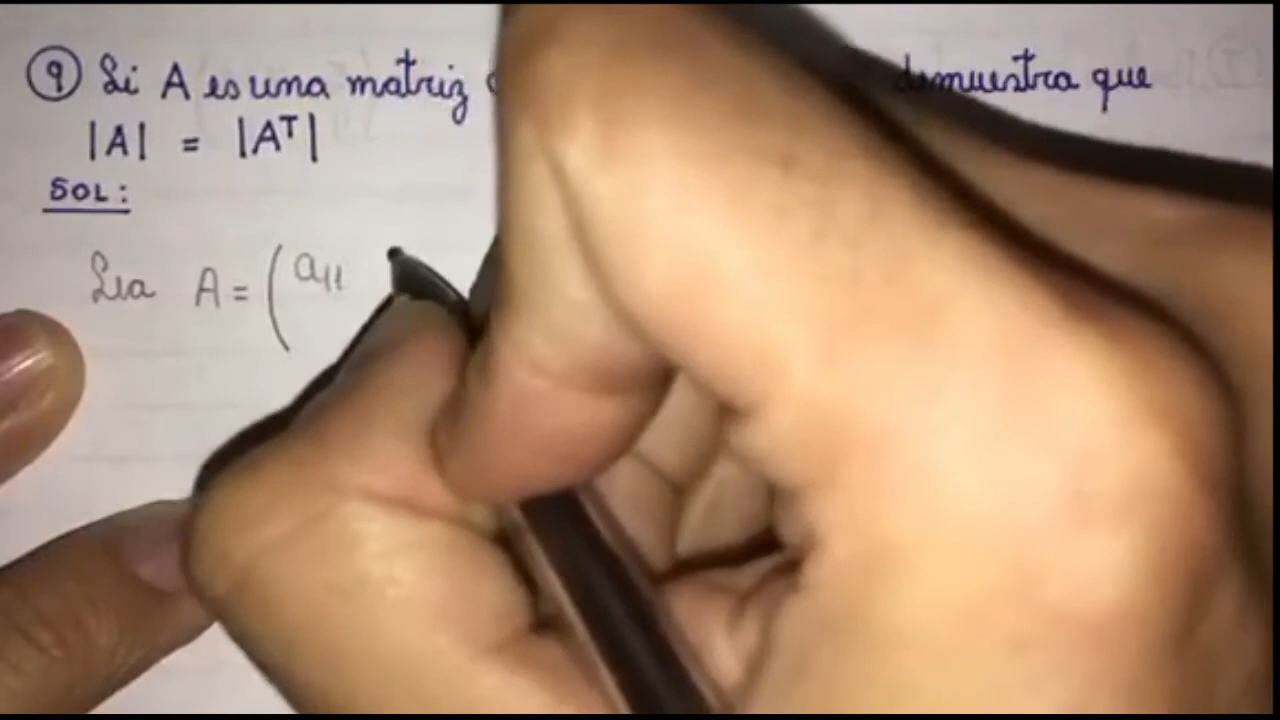 9 Si A es una matriz demuestra que
|A| = |Aᵀ|
SOL:
Sea A = ( a₁₁